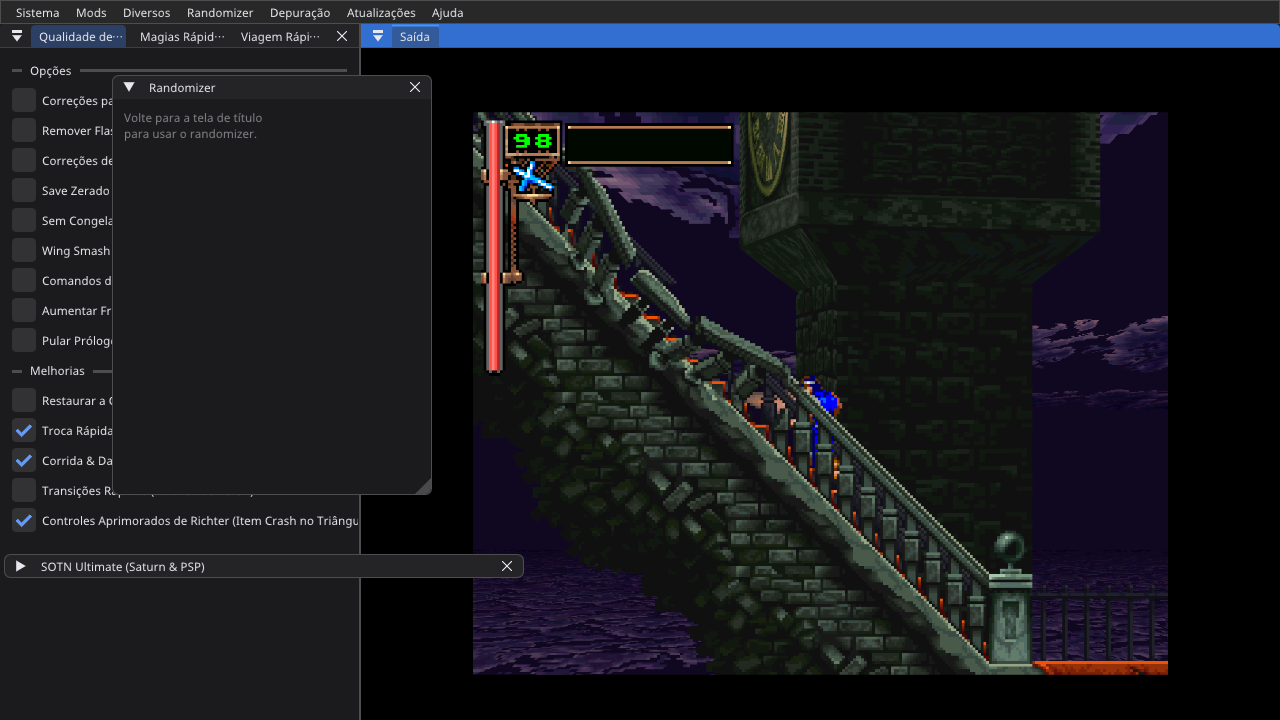 Sistema Mods Diversos Randomizer Depuração Atualizações Ajuda
Qualidade de··· Magias Rápid··· Viagem Rápi···
Saída
Opções
Randomizer
Volte para a tela de título
para usar o randomizer.
Correções pa
Remover Flas
Correções de
Save Zerado
Sem Congela
Wing Smash
Comandos d
Aumentar Fr
Pular Prólog
Melhorias
Restaurar a
Troca Rápida
Corrida & Da
Transições
Controles Aprimorados de Richter (Item Crash no Triângu
SOTN Ultimate (Saturn & PSP)
98